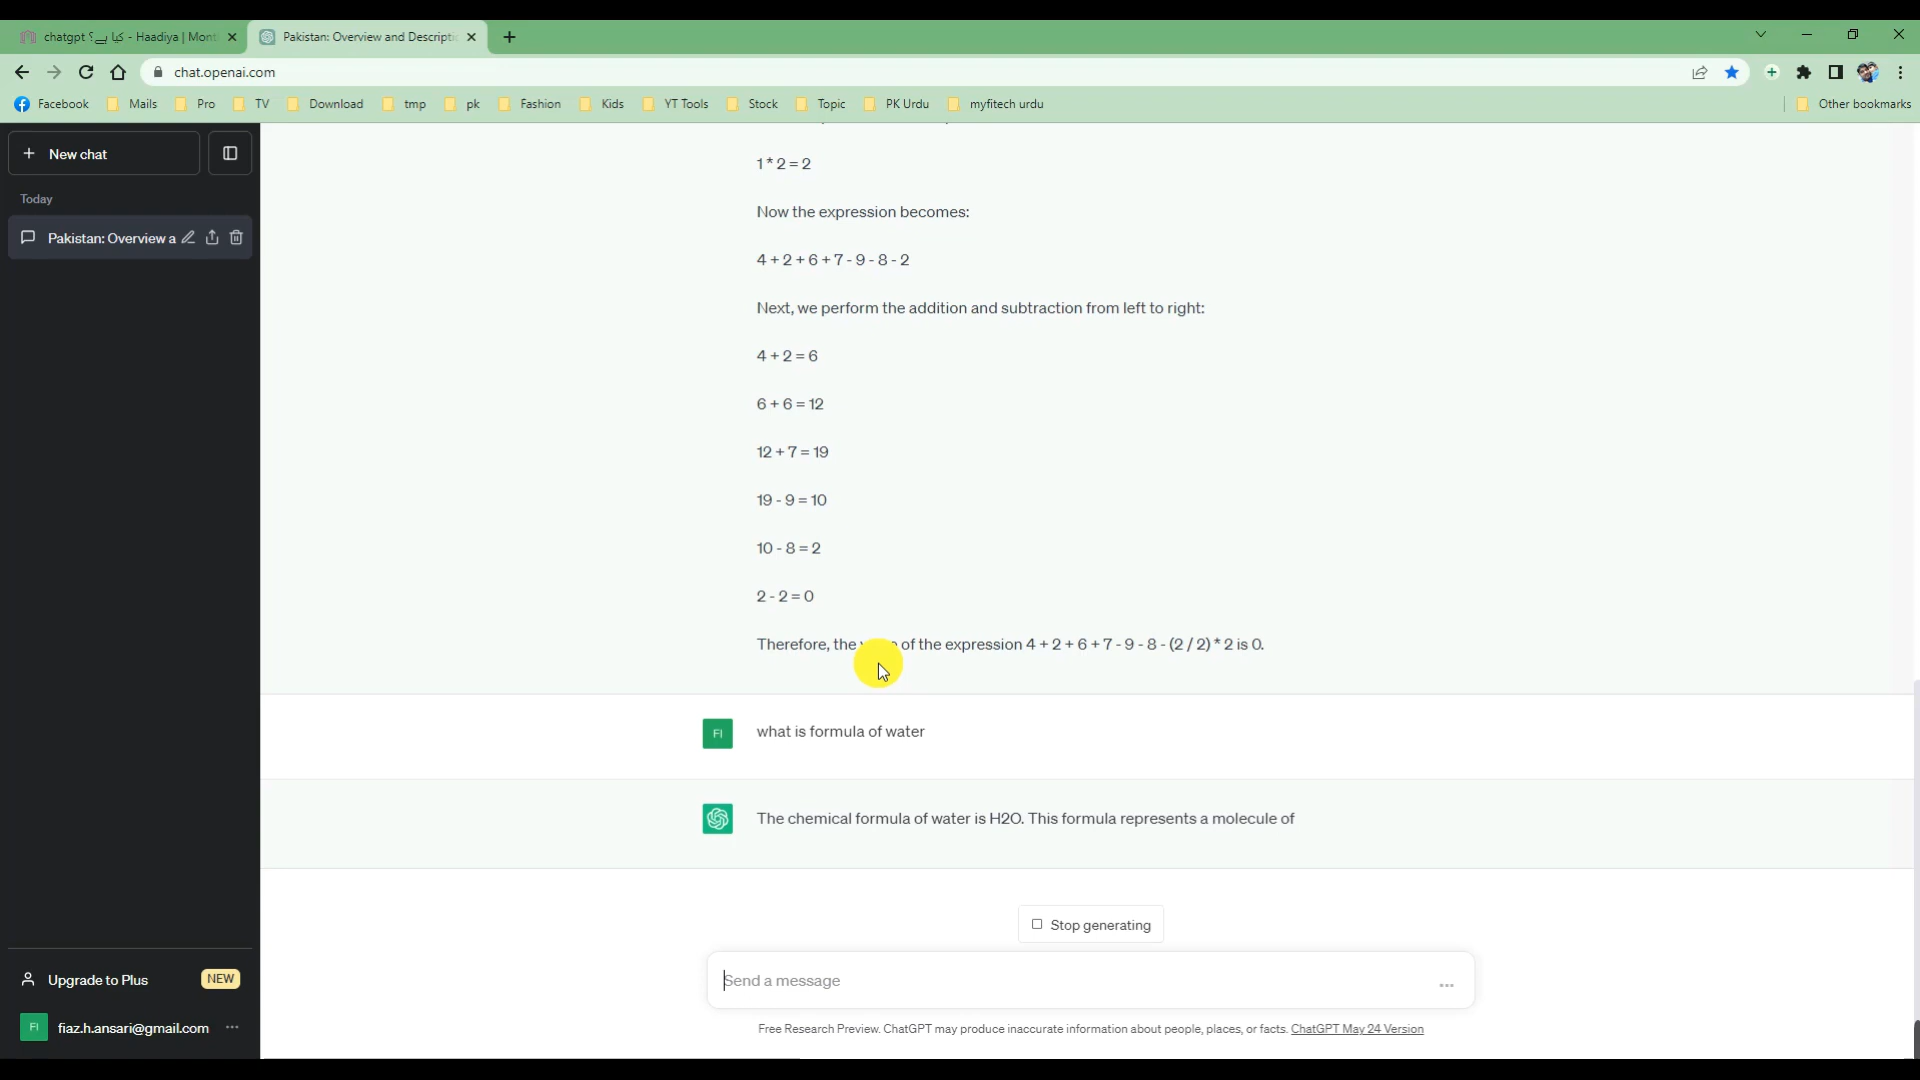 chatgpt کیا ہے؟ - Haadiya | Mont
Pakistan: Overview and Descripti
chat.openai.com
Facebook
Mails
Pro
TV
Download
tmp
pk
Fashion
Kids
YT Tools
Stock
Topic
PK Urdu
myfitech urdu
Other bookmarks
+ New chat
Today
Pakistan: Overview a
1 * 2 = 2
Now the expression becomes:
4 + 2 + 6 + 7 - 9 - 8 - 2
Next, we perform the addition and subtraction from left to right:
4 + 2 = 6
6 + 6 = 12
12 + 7 = 19
19 - 9 = 10
10 - 8 = 2
2 - 2 = 0
Therefore, the of the expression 4 + 2 + 6 + 7 - 9 - 8 - (2 / 2) * 2 is 0.
FI what is formula of water
The chemical formula of water is H2O. This formula represents a molecule of
Stop generating
Send a message
Free Research Preview. ChatGPT may produce inaccurate information about people, places, or facts. ChatGPT May 24 Version
Upgrade to Plus NEW
FI fiaz.h.ansari@gmail.com